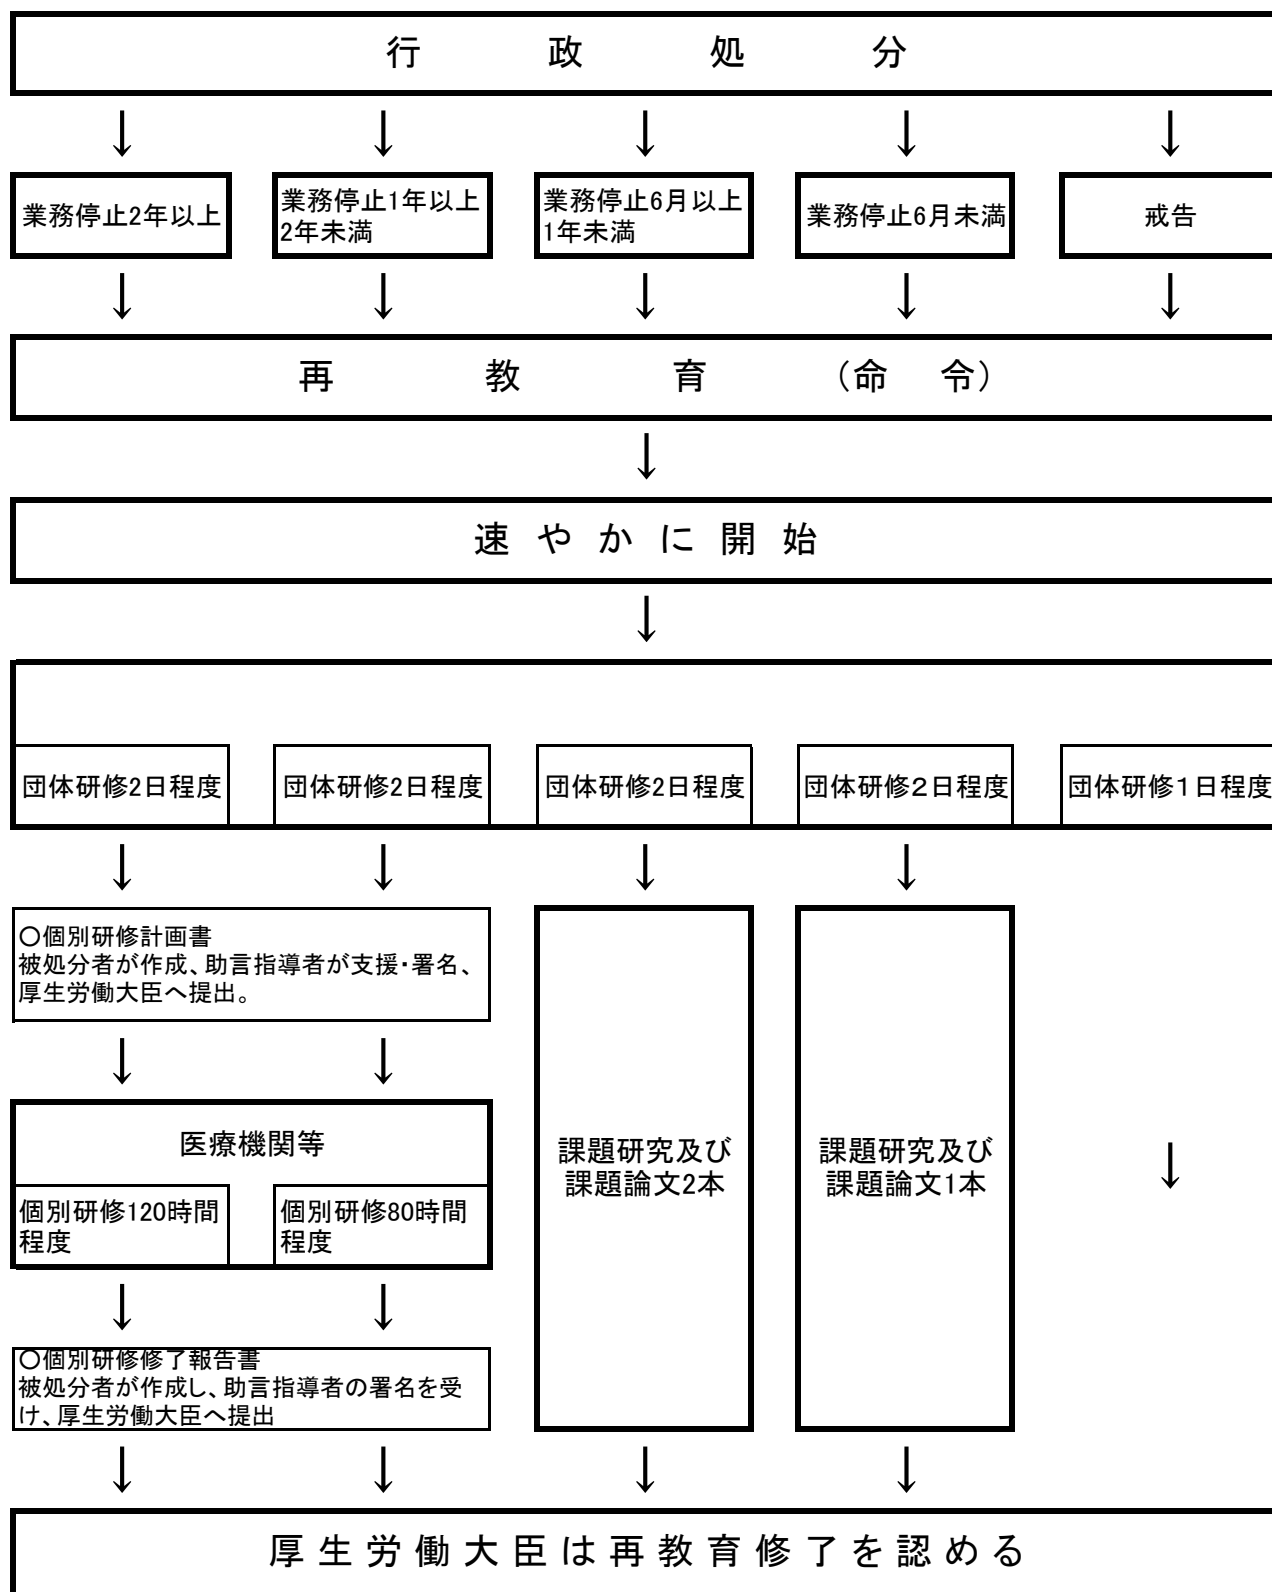 行政処分
↓ ↓ ↓ ↓ ↓
業務停止2年以上
業務停止1年以上
2年未満
業務停止6月以上
1年未満
業務停止6月未満
戒告
↓ ↓ ↓ ↓ ↓
再教育（命令）
↓
速やかに開始
↓
団体研修2日程度
団体研修2日程度
団体研修2日程度
団体研修２日程度
団体研修１日程度
↓ ↓ ↓ ↓
○個別研修計画書
被処分者が作成、助言指導者が支援・署名、
厚生労働大臣へ提出。
↓ ↓
医療機関等
個別研修120時間
程度
個別研修80時間
程度
↓ ↓
○個別研修修了報告書
被処分者が作成し、助言指導者の署名を受
け、厚生労働大臣へ提出
課題研究及び
課題論文2本
課題研究及び
課題論文1本
↓
↓ ↓ ↓ ↓
厚生労働大臣は再教育修了を認める